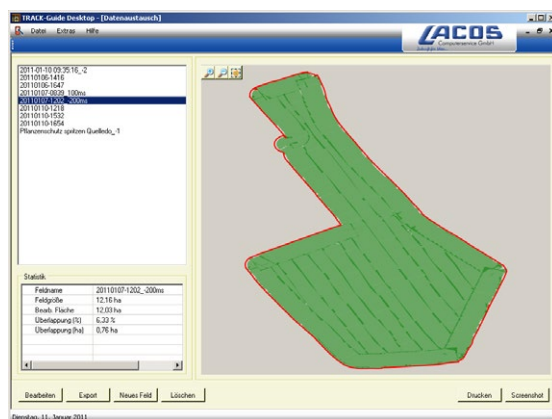 TRACK-Guide Desktop - [Datenaustausch]
Datei Extras Hilfe
LACOS
Computerservice GmbH
2011-01-10 09:35:16_-2
20110106-1416
20110106-1647
20110107-0839_100ms
20110107-1202_-200ms
20110110-1218
20110110-1532
20110110-1654
Pflanzenschutz spritzen Quelledo_-1
Statistik
Feldname 20110107-1202_-200ms
Feldgröße 12,16 ha
Bearb. Fläche 12,03 ha
Überlappung (%) 6,33 %
Überlappung (ha) 0,76 ha
Bearbeiten Export Neues Feld Löschen Drucken Screenshot
Dienstag, 11. Januar 2011